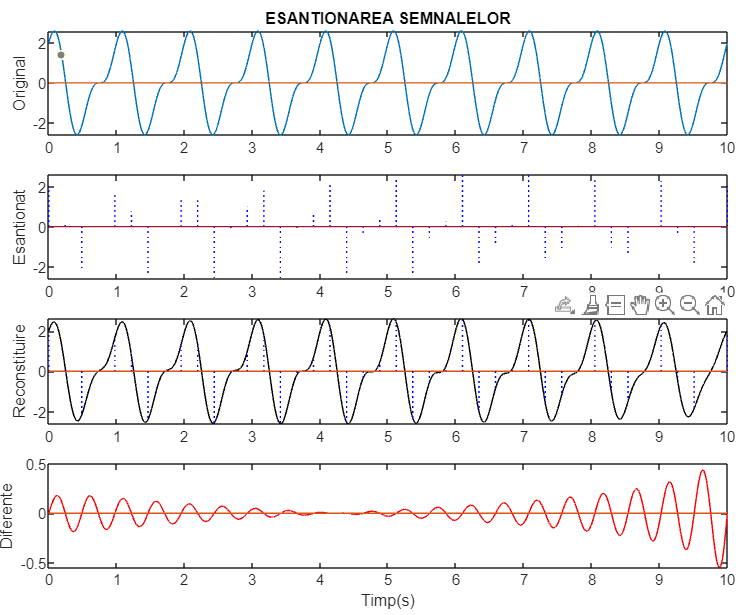 ESANTIONAREA SEMNALELOR
Original
2
0
-2
0 1 2 3 4 5 6 7 8 9 10
Esantionat
2
0
-2
0 1 2 3 4 5 6 7 8 9 10
Reconstituire
2
0
-2
0 1 2 3 4 5 6 7 8 9 10
Diferente
0.5
0
-0.5
0 1 2 3 4 5 6 7 8 9 10
Timp(s)